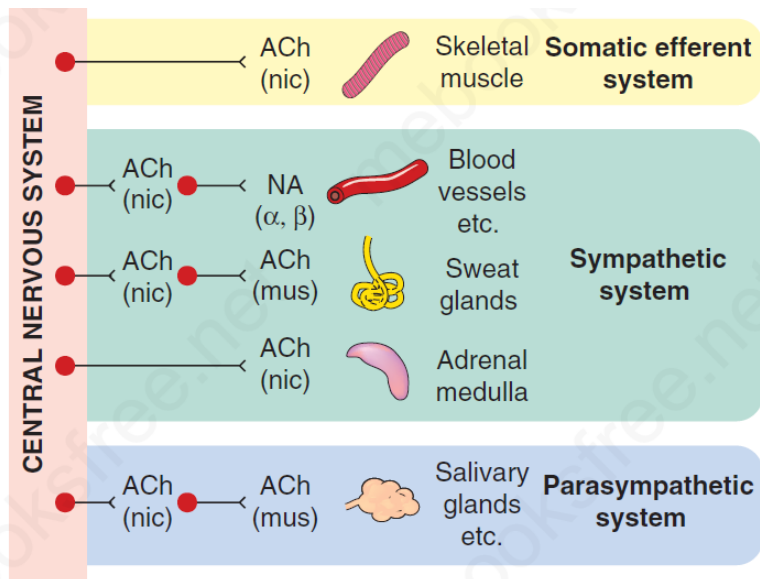 CENTRAL NERVOUS SYSTEM
ACh
(nic)
Skeletal
muscle
Somatic efferent
system
ACh
(nic)
NA
(α, β)
Blood
vessels
etc.
ACh
(nic)
ACh
(mus)
Sweat
glands
Sympathetic
system
ACh
(nic)
Adrenal
medulla
ACh
(nic)
ACh
(mus)
Salivary
glands
etc.
Parasympathetic
system